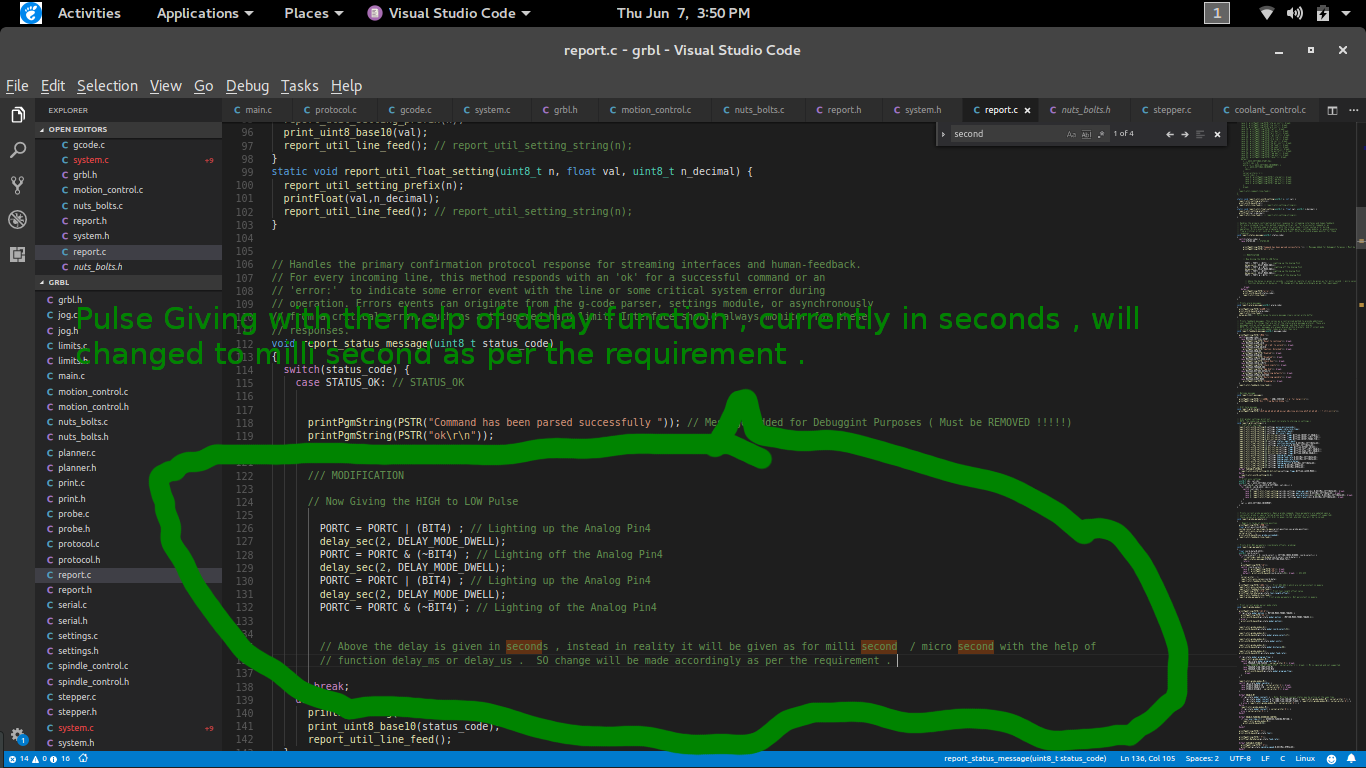 Activities Applications Places Visual Studio Code Thu Jun 7, 3:50 PM 1
report.c - grbl - Visual Studio Code
File Edit Selection View Go Debug Tasks Help
EXPLORER main.c protocol.c gcode.c system.c grbl.h motion_control.c nuts_bolts.c report.h system.h report.c nuts_bolts.h stepper.c coolant_control.c
OPEN EDITORS
gcode.c
system.c +9
grbl.h
motion_control.c
nuts_bolts.c
report.h
system.h
report.c
nuts_bolts.h
GRBL
grbl.h
jog.c
jog.h
limits.c
limits.h
main.c
motion_control.c
motion_control.h
nuts_bolts.c
nuts_bolts.h
planner.c
planner.h
print.c
print.h
probe.c
probe.h
protocol.c
protocol.h
report.c
report.h
serial.c
serial.h
settings.c
settings.h
spindle_control.c
spindle_control.h
stepper.c
stepper.h
system.c +9
system.h
second Aa Abl .* 1 of 4
96 print_uint8_base10(val);
97 report_util_line_feed(); // report_util_setting_string(n);
98 }
99 static void report_util_float_setting(uint8_t n, float val, uint8_t n_decimal) {
100 report_util_setting_prefix(n);
101 printFloat(val,n_decimal);
102 report_util_line_feed(); // report_util_setting_string(n);
103 }
104
105
106 // Handles the primary confirmation protocol response for streaming interfaces and human-feedback.
107 // For every incoming line, this method responds with an 'ok' for a successful command or an
108 // 'error:' to indicate some error event with the line or some critical system error during
109 // operation. Errors events can originate from the g-code parser, settings module, or asynchronously
Pulse Giving with the help of delay function , currently in seconds , will
changed to milli second as per the requirement .
// responses.
112 void report_status_message(uint8_t status_code)
113 {
114 switch(status_code) {
115 case STATUS_OK: // STATUS_OK
116
117
118 printPgmString(PSTR("Command has been parsed successfully ")); // added for Debuggint Purposes ( Must be REMOVED !!!!!)
119 printPgmString(PSTR("ok\r\n"));
122 /// MODIFICATION
123
124 // Now Giving the HIGH to LOW Pulse
125
126 PORTC = PORTC | (BIT4) ; // Lighting up the Analog Pin4
127 delay_sec(2, DELAY_MODE_DWELL);
128 PORTC = PORTC & (~BIT4) ; // Lighting off the Analog Pin4
129 delay_sec(2, DELAY_MODE_DWELL);
130 PORTC = PORTC | (BIT4) ; // Lighting up the Analog Pin4
131 delay_sec(2, DELAY_MODE_DWELL);
132 PORTC = PORTC & (~BIT4) ; // Lighting of the Analog Pin4
133
// Above the delay is given in seconds , instead in reality it will be given as for milli second / micro second with the help of
// function delay_ms or delay_us . SO change will be made accordingly as per the requirement .
137
138 break;
139
140
141 print_uint8_base10(status_code);
142 report_util_line_feed();
14 0 16 report_status_message(uint8_t status_code) Ln 136, Col 105 Spaces: 2 UTF-8 LF C Linux
1